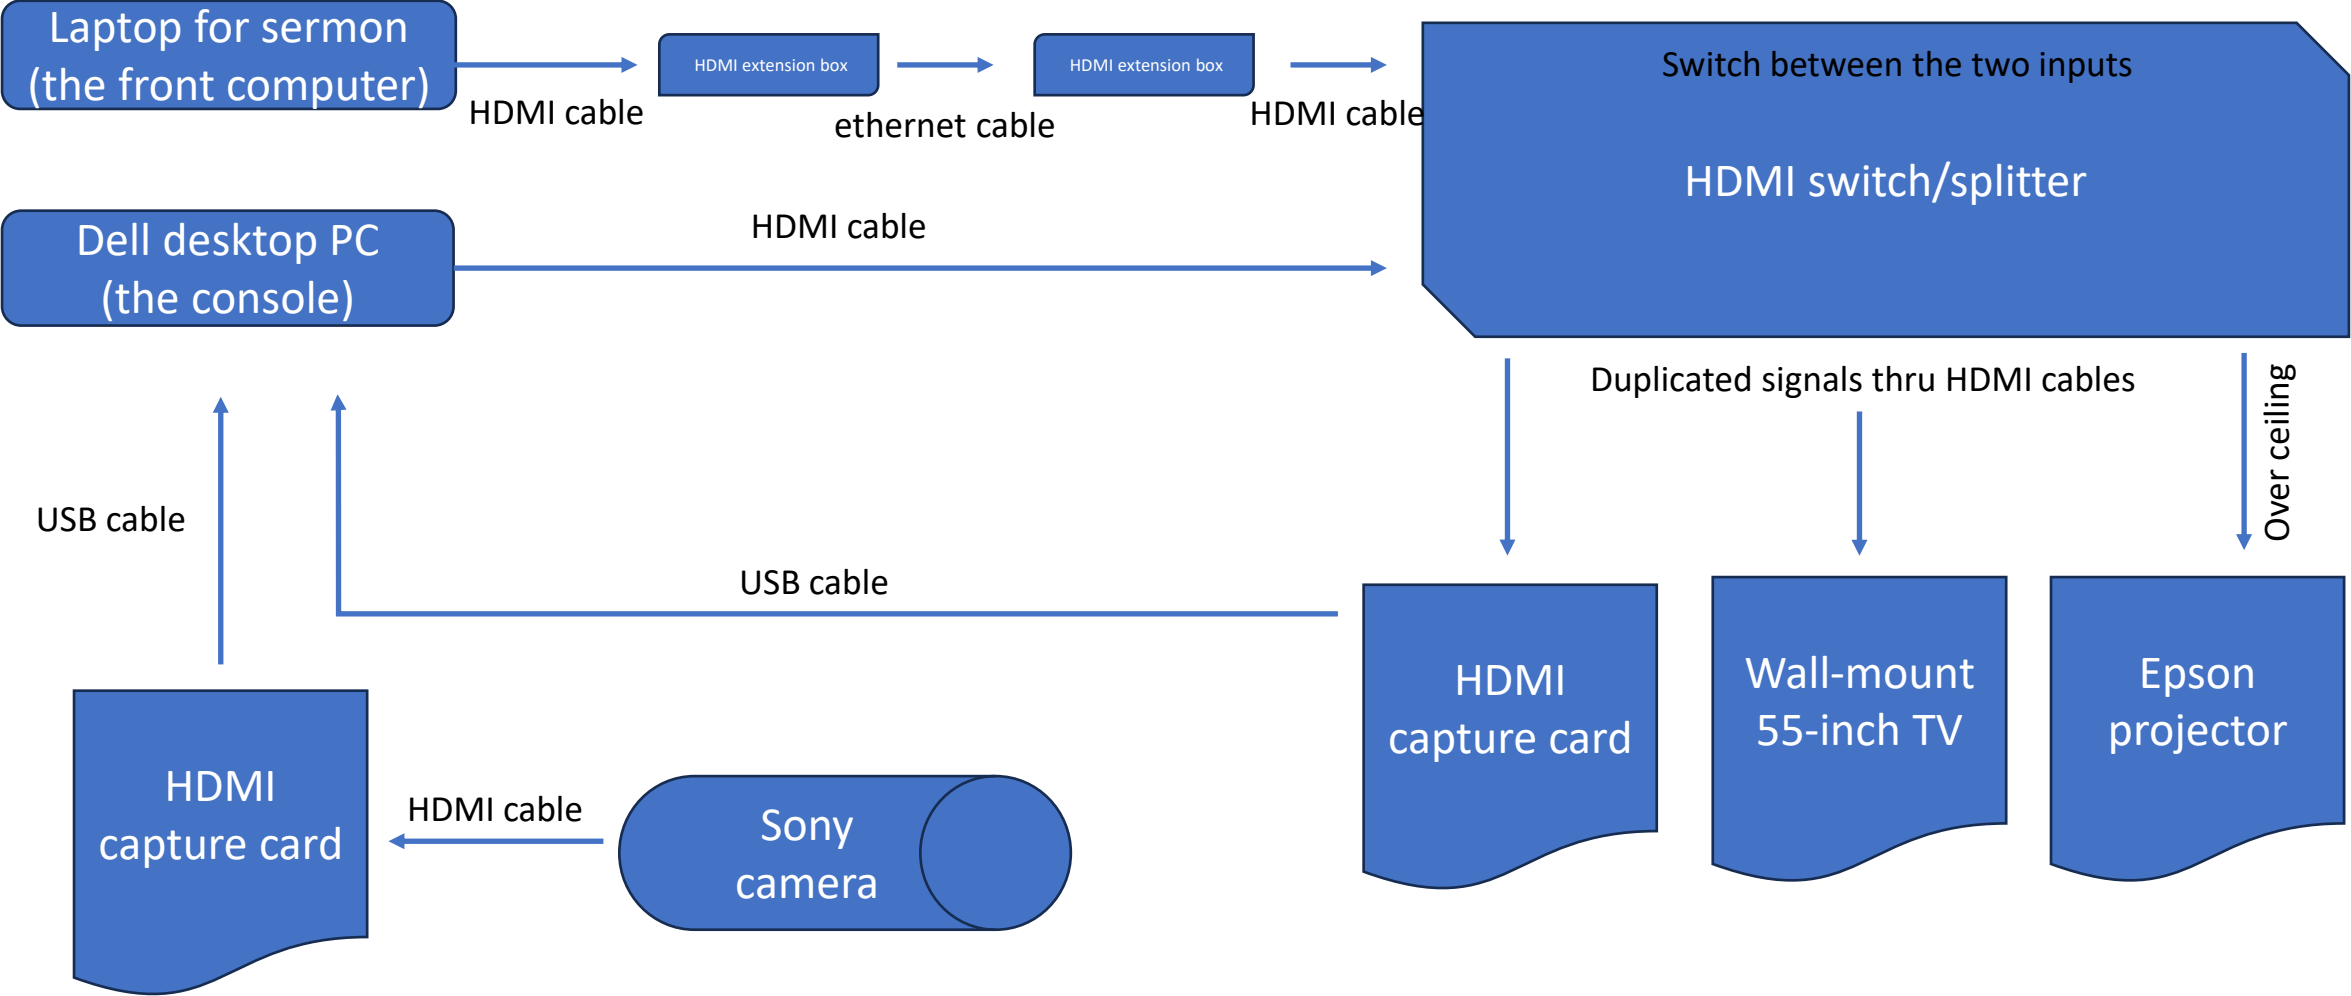 Laptop for sermon
(the front computer)
HDMI cable
HDMI extension box
ethernet cable
HDMI extension box
HDMI cable
Switch between the two inputs
HDMI switch/splitter
Dell desktop PC
(the console)
HDMI cable
Duplicated signals thru HDMI cables
Over ceiling
USB cable
USB cable
HDMI
capture card
Wall-mount
55-inch TV
Epson
projector
HDMI
capture card
HDMI cable
Sony
camera